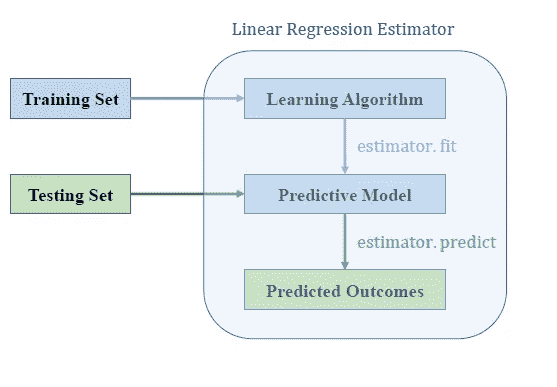 Linear Regression Estimator
Training Set
Learning Algorithm
estimator. fit
Testing Set
Predictive Model
estimator. predict
Predicted Outcomes